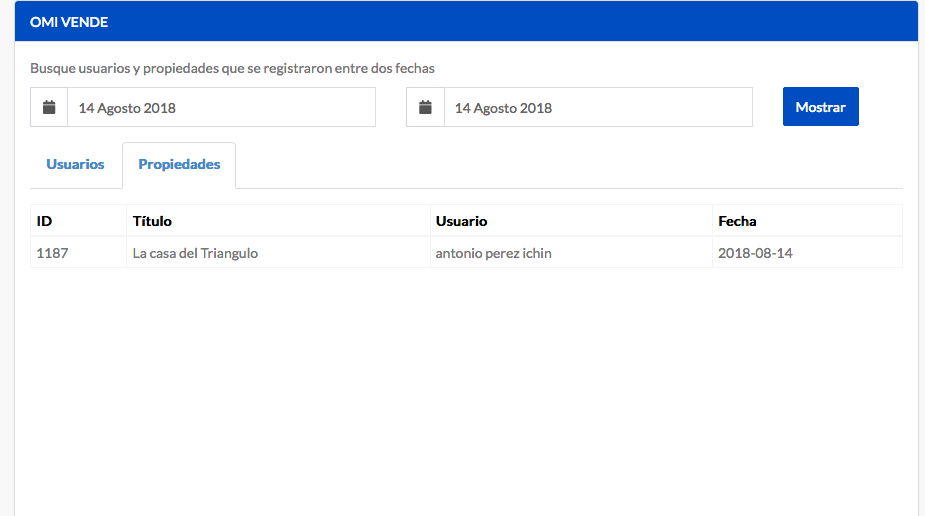 OMI VENDE
Busque usuarios y propiedades que se registraron entre dos fechas
14 Agosto 2018 14 Agosto 2018 Mostrar
Usuarios Propiedades
ID Título Usuario Fecha
1187 La casa del Triangulo antonio perez ichin 2018-08-14